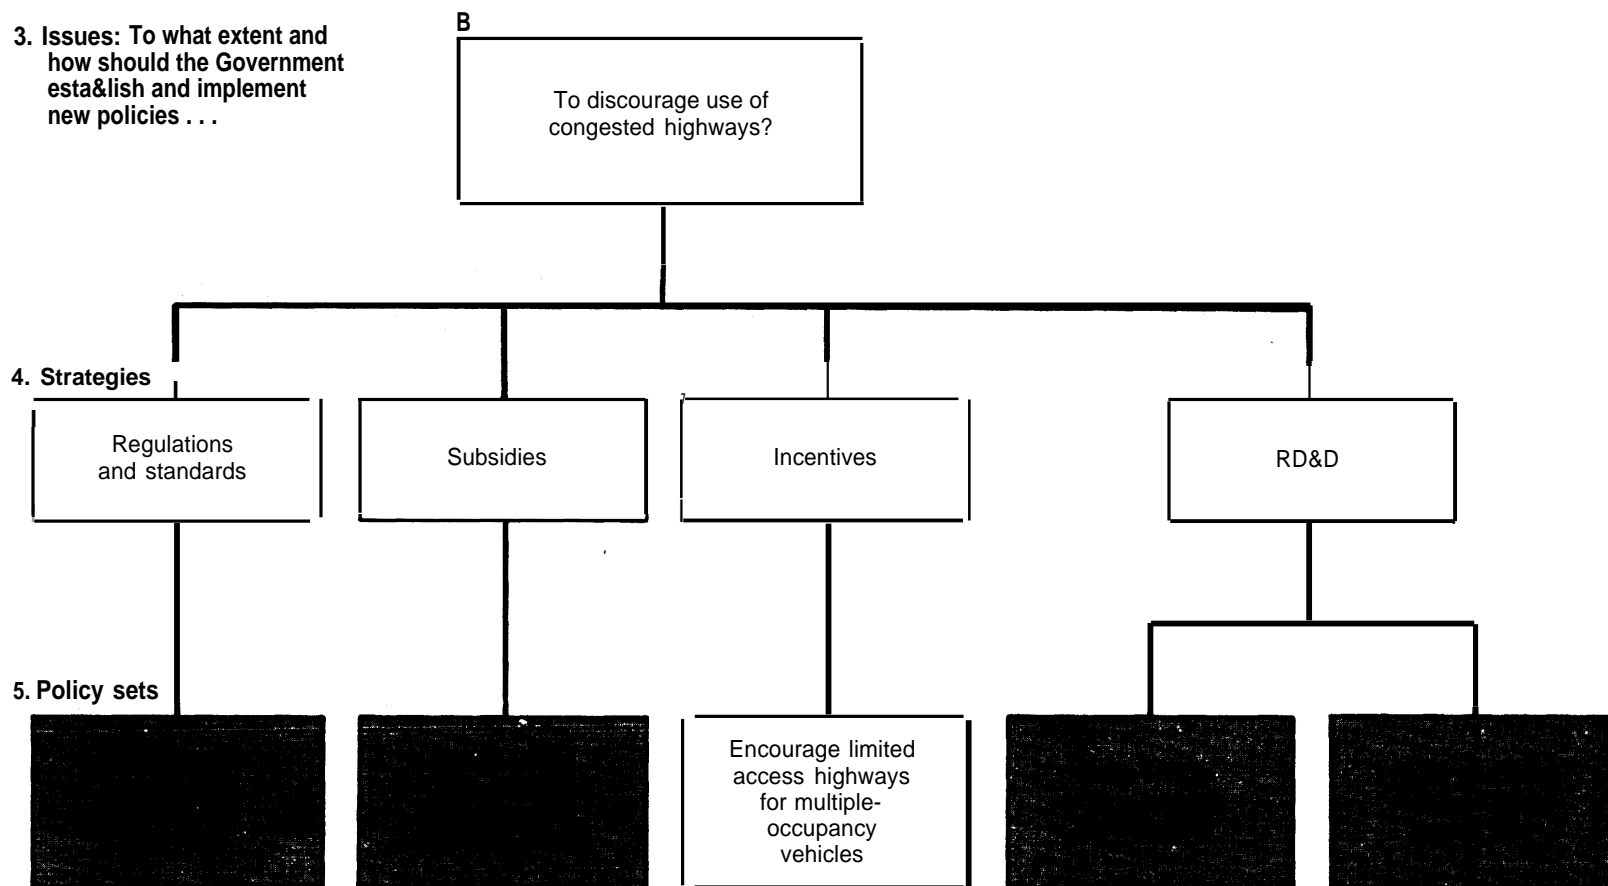 3. Issues: To what extent and
how should the Government
esta&lish and implement
new policies . . .
B
To discourage use of
congested highways?
4. Strategies
Regulations
and standards
Subsidies
Incentives
RD&D
5. Policy sets
Encourage limited
access highways
for multiple-
occupancy
vehicles